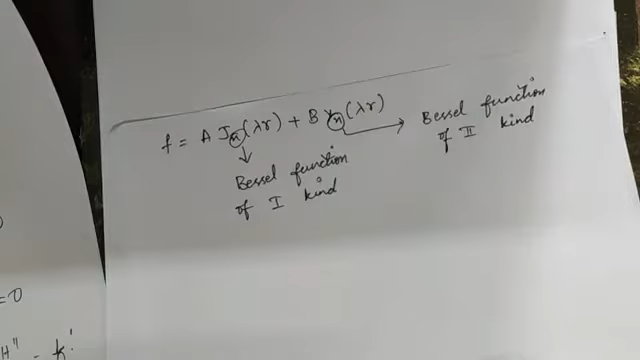 f = A Jn(λr) + B Yn(λr)
Bessel function
of II kind
Bessel function
of I kind
=0
H" - k'